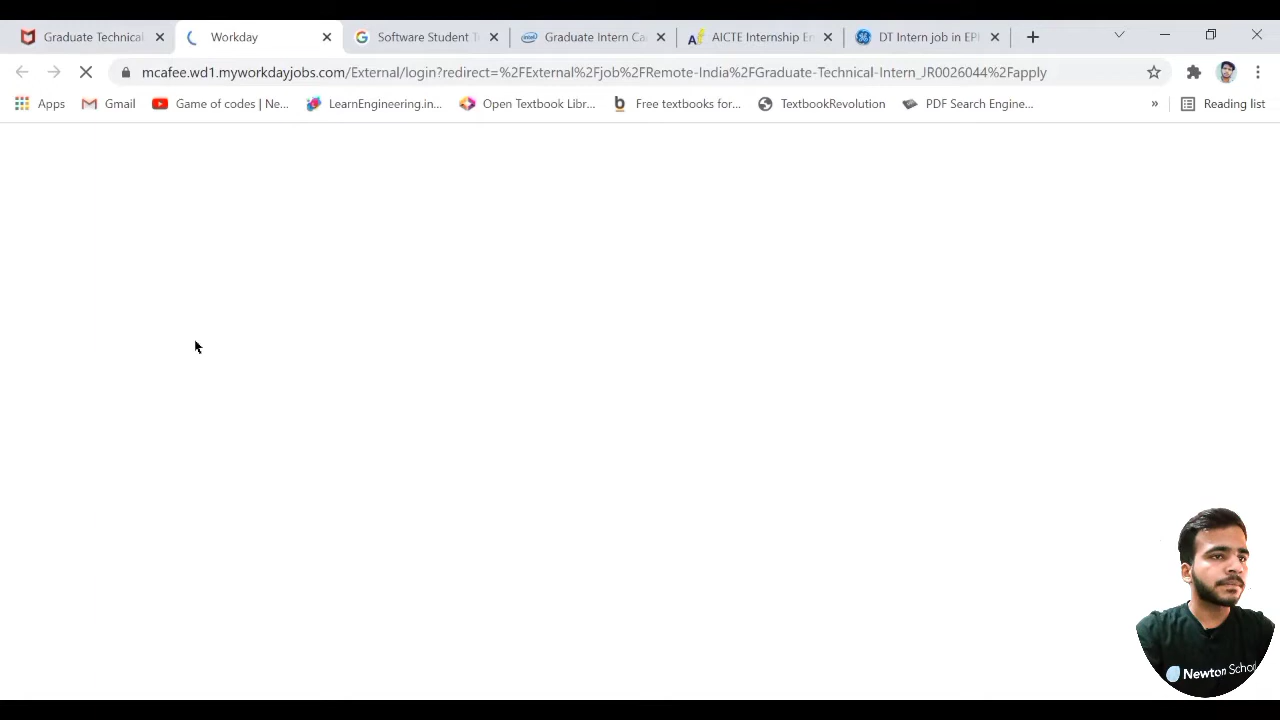 Graduate Technical
Workday
Software Student T
Graduate Intern Ca
AICTE Internship En
DT Intern job in EPI
mcafee.wd1.myworkdayjobs.com/External/login?redirect=%2FExternal%2Fjob%2FRemote-India%2FGraduate-Technical-Intern_JR0026044%2Fapply
Apps
Gmail
Game of codes | Ne...
LearnEngineering.in...
Open Textbook Libr...
Free textbooks for...
TextbookRevolution
PDF Search Engine...
»
Reading list
Newton School